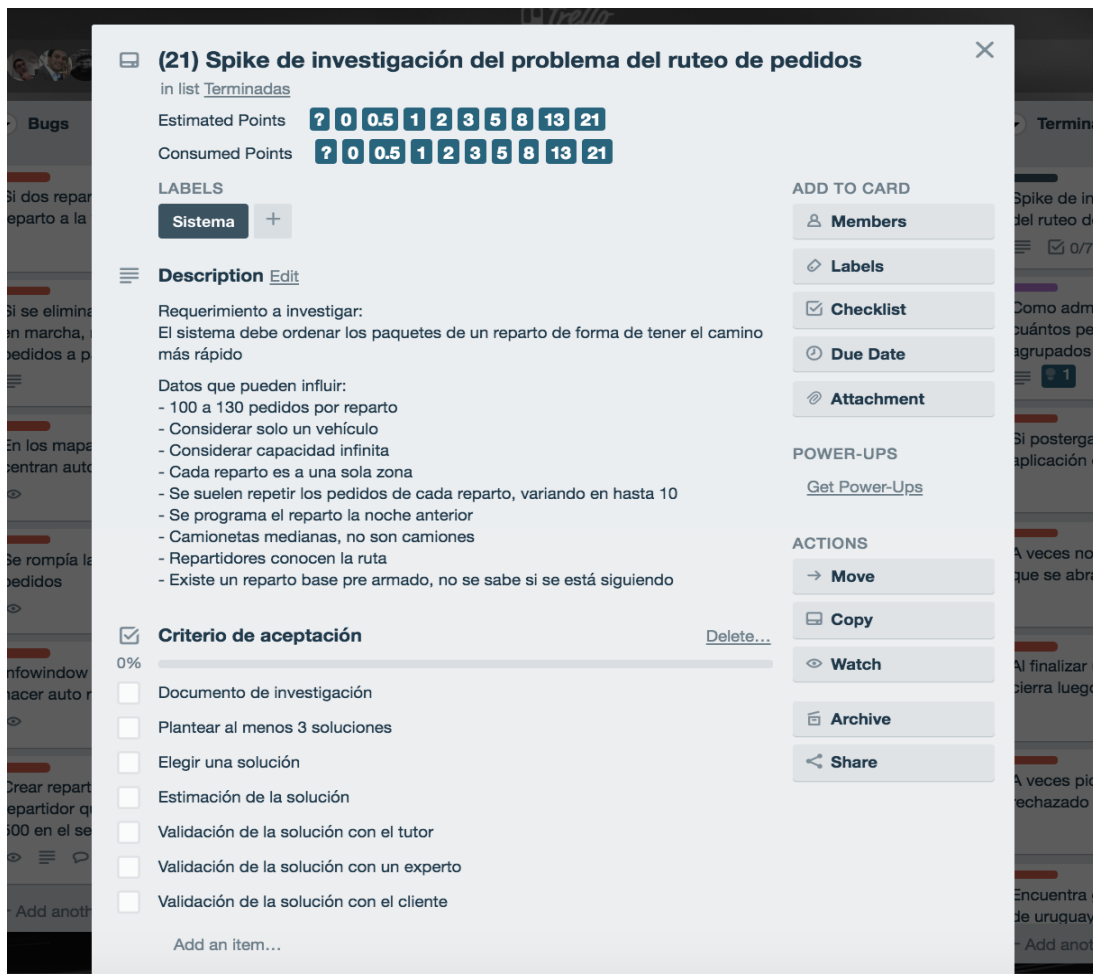 Trello
(21) Spike de investigación del problema del ruteo de pedidos
in list Terminadas
Estimated Points ? 0 0.5 1 2 3 5 8 13 21
Consumed Points ? 0 0.5 1 2 3 5 8 13 21
LABELS
Sistema +
Description Edit
Requerimiento a investigar:
El sistema debe ordenar los paquetes de un reparto de forma de tener el camino
más rápido
Datos que pueden influir:
- 100 a 130 pedidos por reparto
- Considerar solo un vehículo
- Considerar capacidad infinita
- Cada reparto es a una sola zona
- Se suelen repetir los pedidos de cada reparto, variando en hasta 10
- Se programa el reparto la noche anterior
- Camionetas medianas, no son camiones
- Repartidores conocen la ruta
- Existe un reparto base pre armado, no se sabe si se está siguiendo
Criterio de aceptación Delete...
0%
Documento de investigación
Plantear al menos 3 soluciones
Elegir una solución
Estimación de la solución
Validación de la solución con el tutor
Validación de la solución con un experto
Validación de la solución con el cliente
Add an item...
ADD TO CARD
Members
Labels
Checklist
Due Date
Attachment
POWER-UPS
Get Power-Ups
ACTIONS
Move
Copy
Watch
Archive
Share
Bugs
Si dos repar
reparto a la
Si se elimina
en marcha,
pedidos a p
En los mapa
centran auto
Se rompía la
pedidos
nfowindow
hacer auto r
Crear repart
repartidor q
500 en el se
Add anoth
Termin
Spike de in
del ruteo d
0/7
Como adm
cuántos pe
agrupados
1
Si posterga
aplicación
A veces no
que se abra
Al finalizar
cierra lueg
A veces pi
rechazado
Encuentra
de uruguay
Add anot